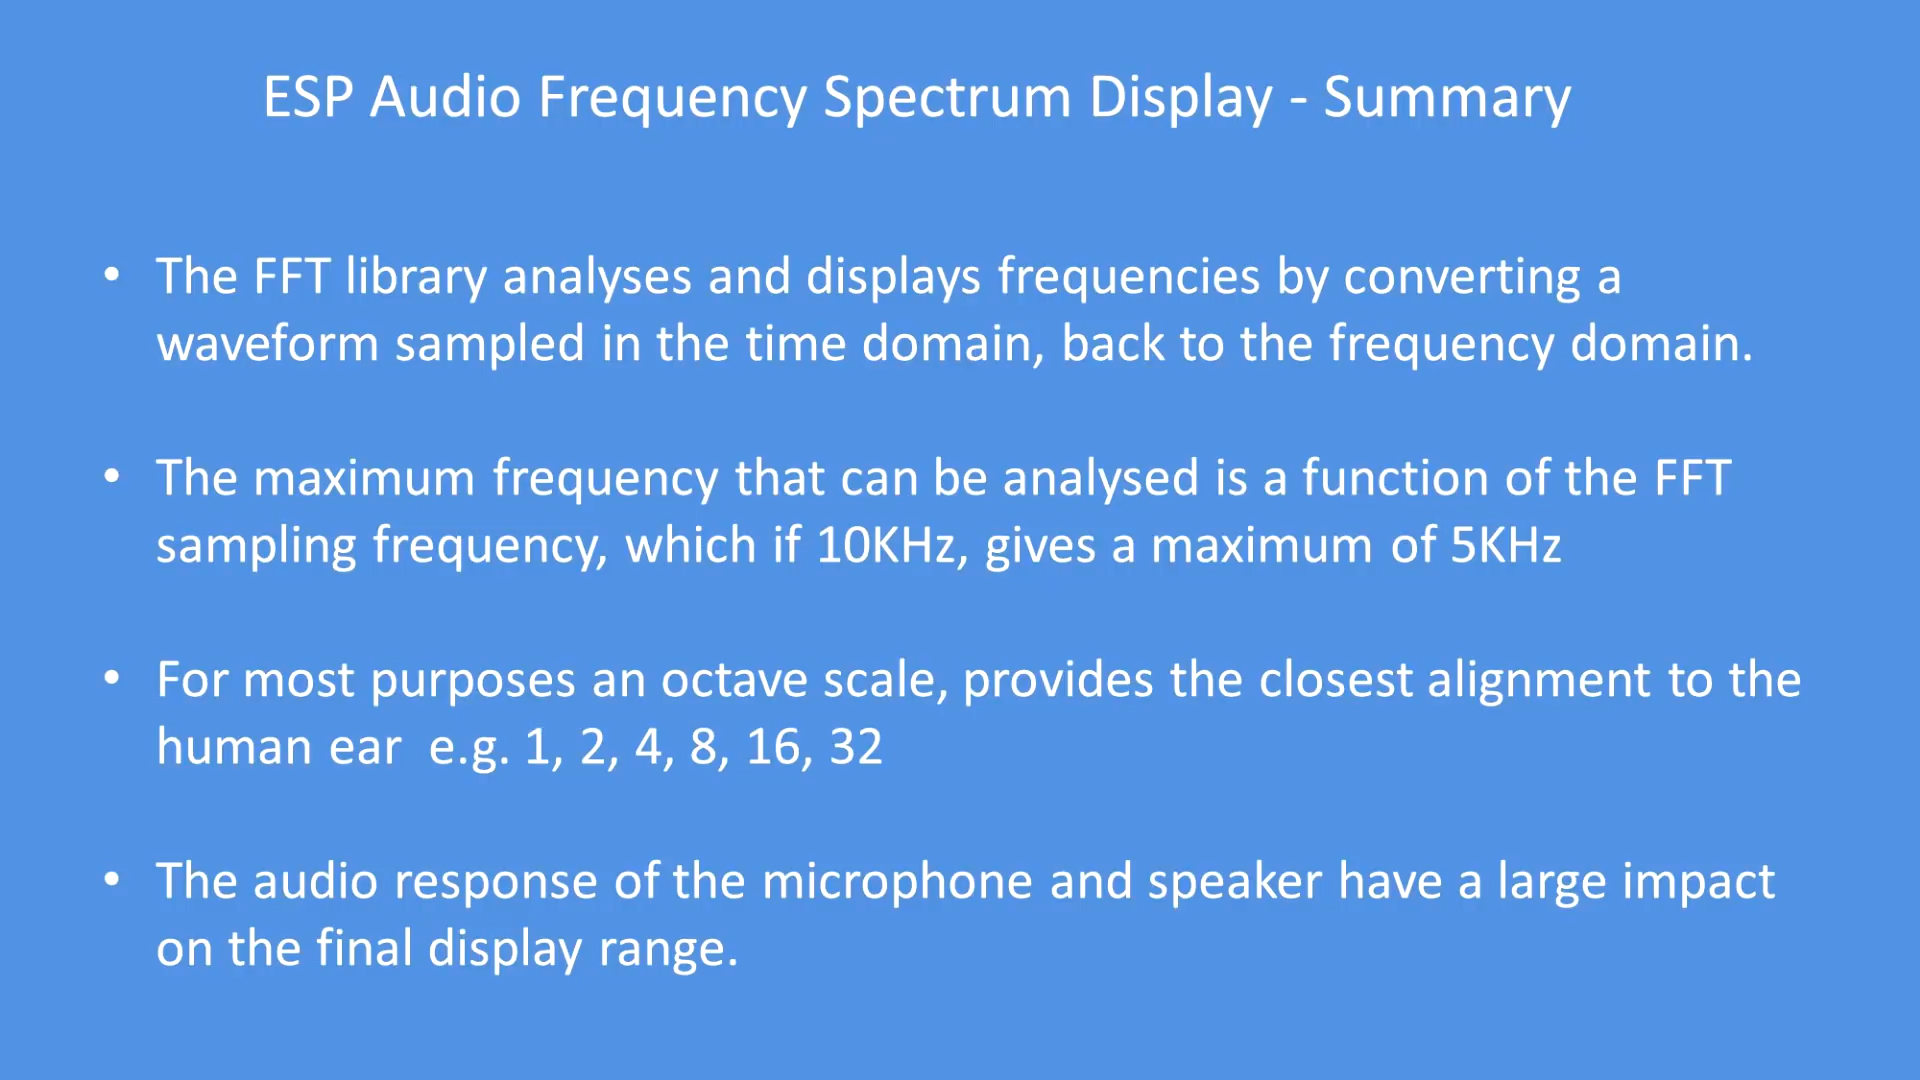 ESP Audio Frequency Spectrum Display - Summary
• The FFT library analyses and displays frequencies by converting a
waveform sampled in the time domain, back to the frequency domain.
• The maximum frequency that can be analysed is a function of the FFT
sampling frequency, which if 10KHz, gives a maximum of 5KHz
• For most purposes an octave scale, provides the closest alignment to the
human ear  e.g. 1, 2, 4, 8, 16, 32
• The audio response of the microphone and speaker have a large impact
on the final display range.